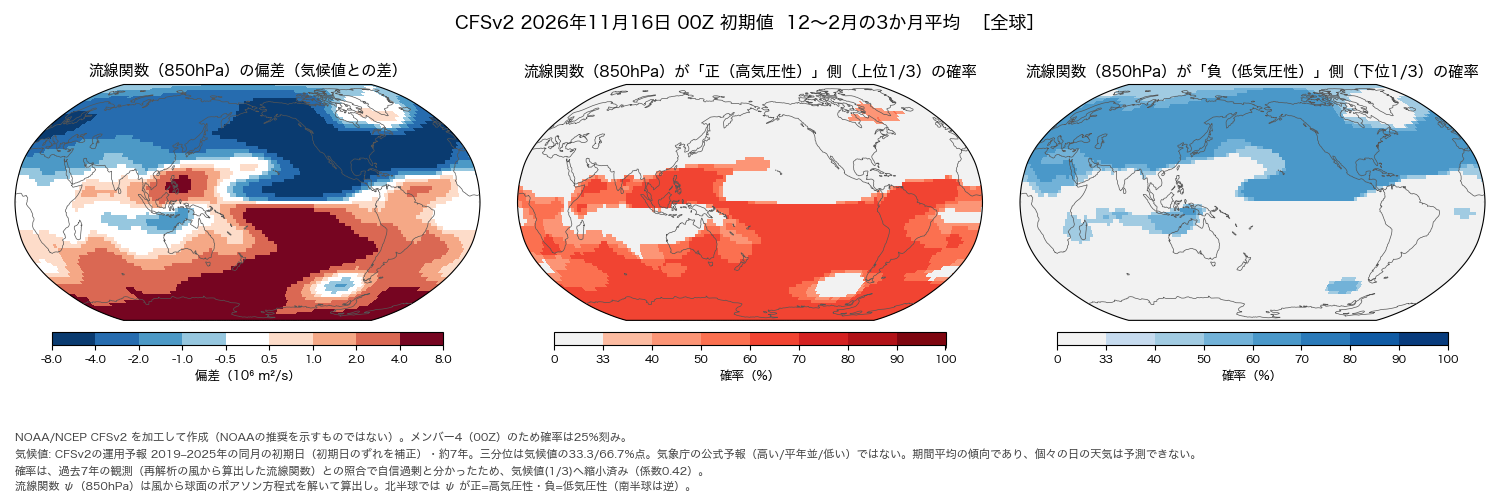 CFSv2 2026年11月16日 00Z 初期値 12～2月の3か月平均 ［全球］
流線関数（850hPa）の偏差（気候値との差）
流線関数（850hPa）が「正（高気圧性）」側（上位1/3）の確率
流線関数（850hPa）が「負（低気圧性）」側（下位1/3）の確率
-8.0 -4.0 -2.0 -1.0 -0.5 0.5 1.0 2.0 4.0 8.0
偏差（10⁶ m²/s）
0 33 40 50 60 70 80 90 100
確率（%）
0 33 40 50 60 70 80 90 100
確率（%）
NOAA/NCEP CFSv2 を加工して作成（NOAAの推奨を示すものではない）。メンバー4（00Z）のため確率は25%刻み。
気候値: CFSv2の運用予報 2019–2025年の同月の初期日（初期日のずれを補正）・約7年。三分位は気候値の33.3/66.7%点。気象庁の公式予報（高い/平年並/低い）ではない。期間平均の傾向であり、個々の日の天気は予測できない。
確率は、過去7年の観測（再解析の風から算出した流線関数）との照合で自信過剰と分かったため、気候値(1/3)へ縮小済み（係数0.42）。
流線関数 ψ（850hPa）は風から球面のポアソン方程式を解いて算出し。北半球では ψ が正=高気圧性・負=低気圧性（南半球は逆）。